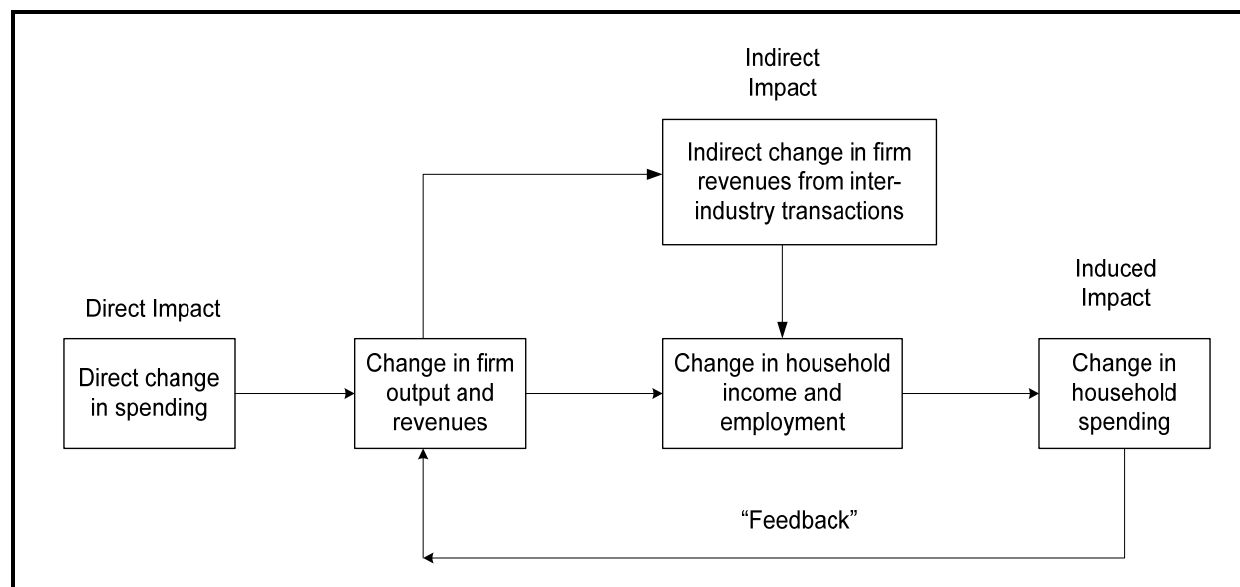 Indirect
Impact
Indirect change in firm
revenues from inter-
industry transactions
Induced
Impact
Direct Impact
Direct change
in spending
Change in firm
output and
revenues
Change in household
income and
employment
Change in
household
spending
“Feedback”